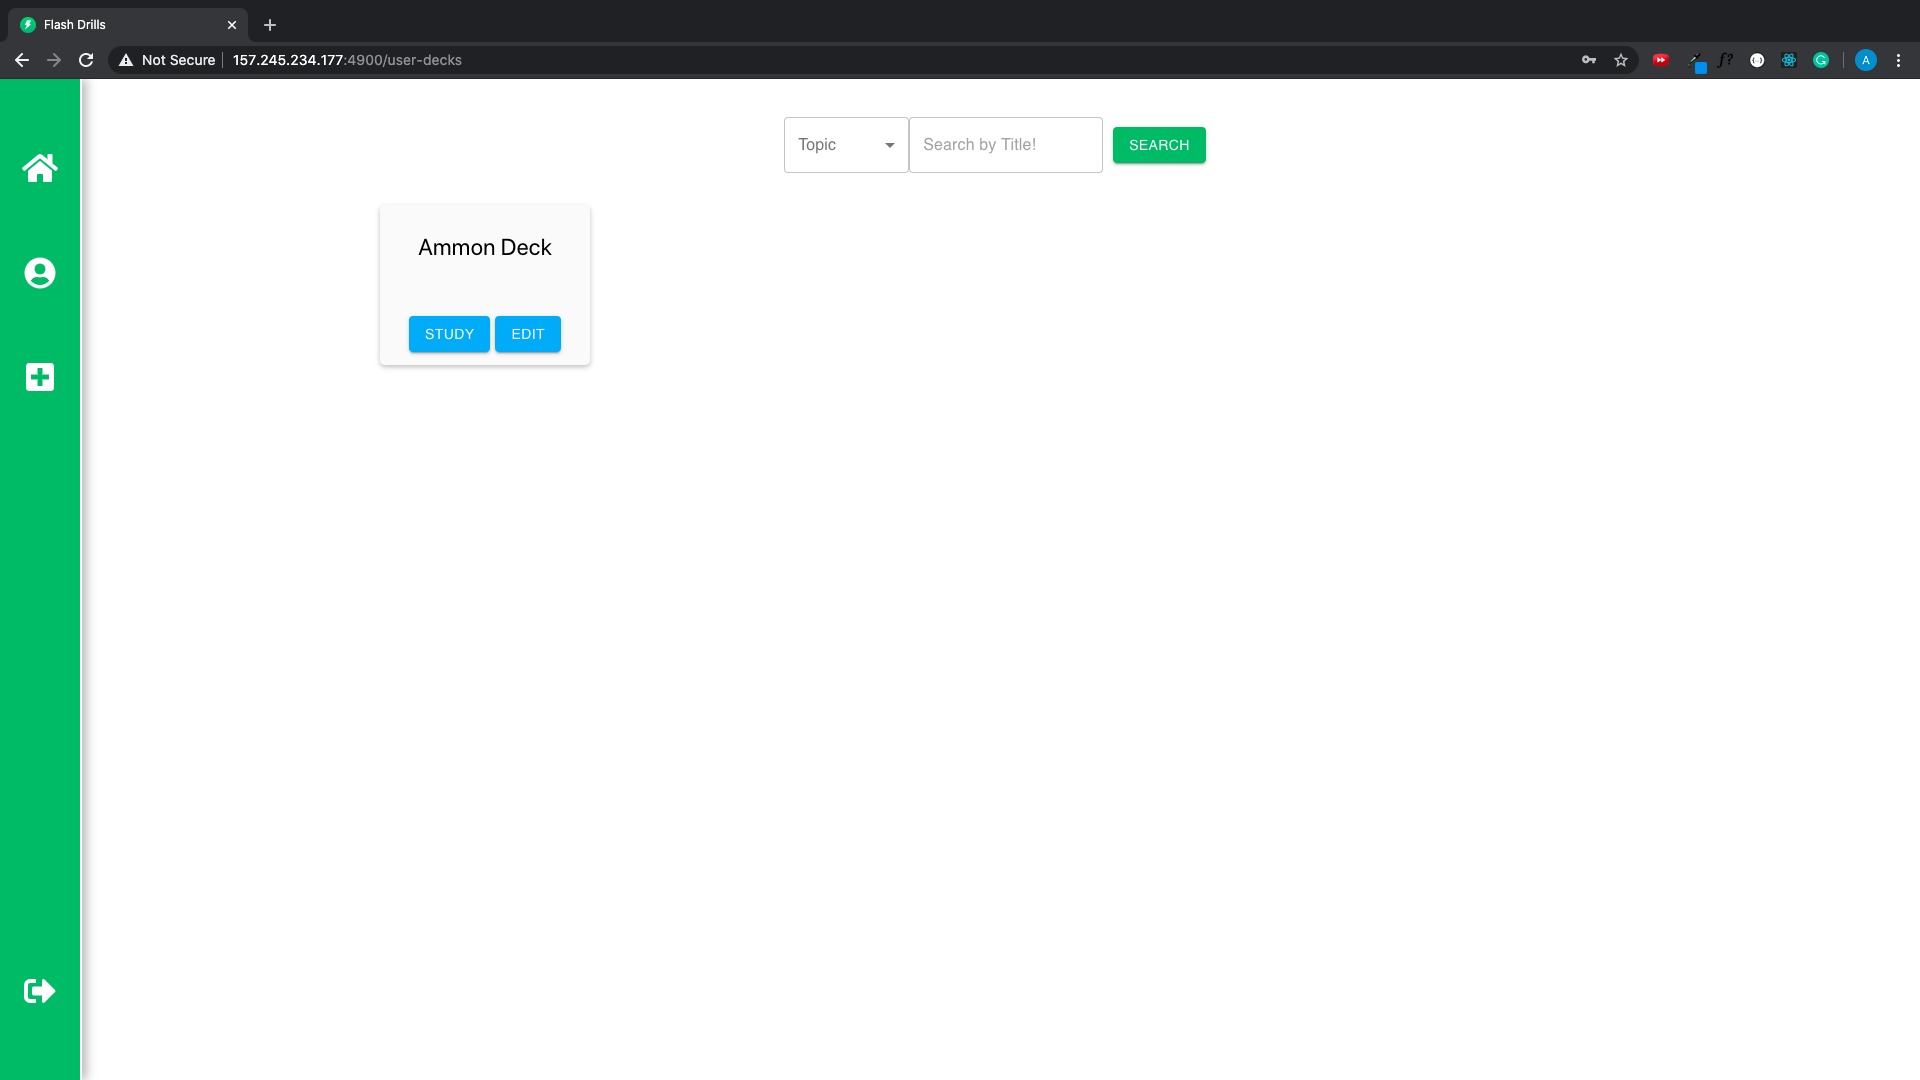 Flash Drills
Not Secure 157.245.234.177:4900/user-decks
f?
A
Topic
Search by Title!
SEARCH
Ammon Deck
STUDY EDIT